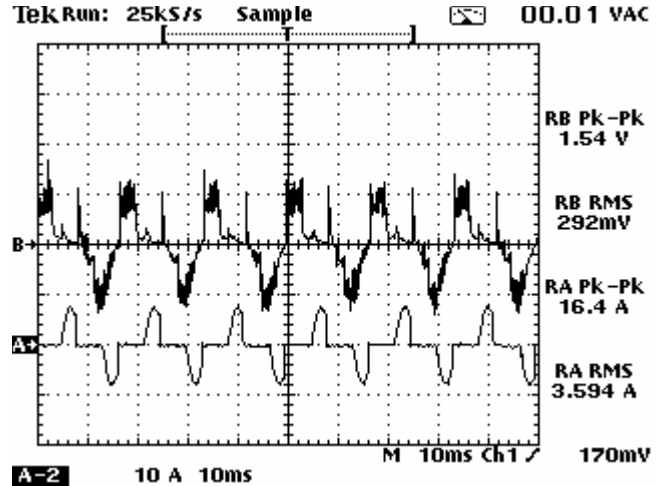 Tek Run: 25kS/s Sample 00.01 VAC
T
RB Pk-Pk
1.54 V
RB RMS
292mV
B
RA Pk-Pk
16.4 A
A
RA RMS
3.594 A
M 10ms Ch1 170mV
A-2 10 A 10ms